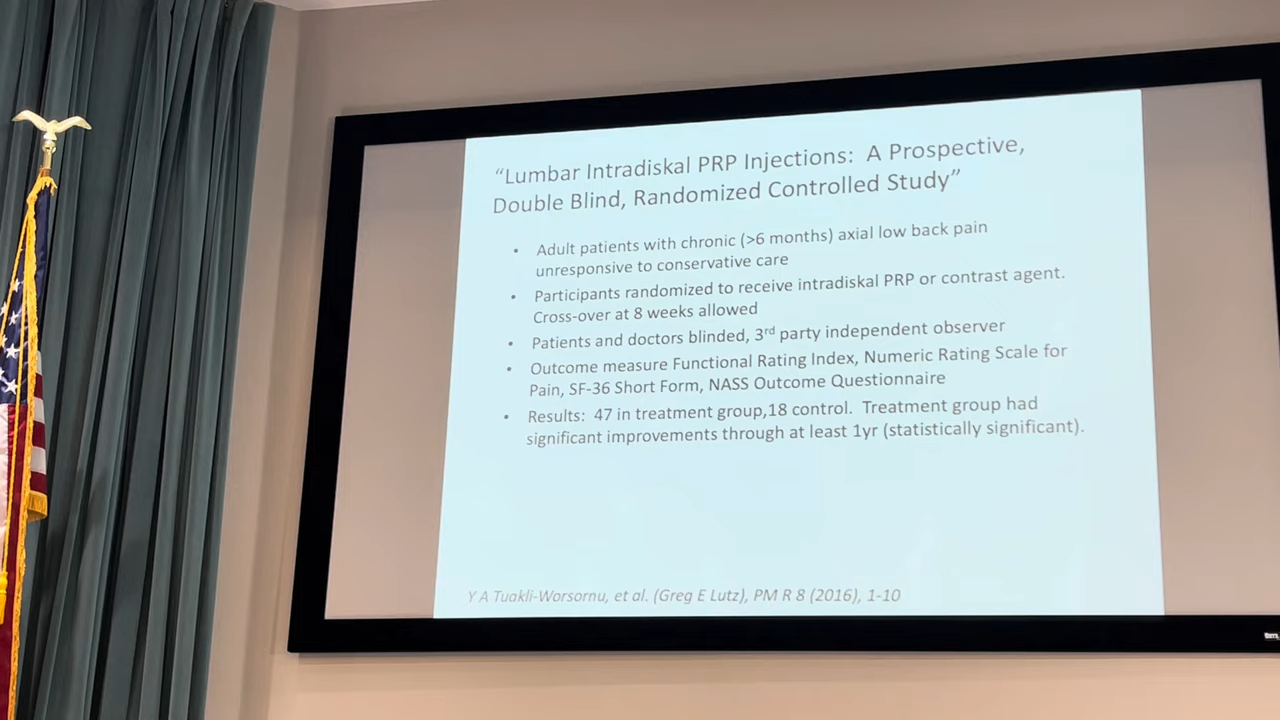 “Lumbar Intradiskal PRP Injections: A Prospective,
Double Blind, Randomized Controlled Study”
• Adult patients with chronic (>6 months) axial low back pain
unresponsive to conservative care
• Participants randomized to receive intradiskal PRP or contrast agent.
Cross-over at 8 weeks allowed
• Patients and doctors blinded, 3rd party independent observer
• Outcome measure Functional Rating Index, Numeric Rating Scale for
Pain, SF-36 Short Form, NASS Outcome Questionnaire
• Results: 47 in treatment group,18 control. Treatment group had
significant improvements through at least 1yr (statistically significant).
Y A Tuakli-Worsornu, et al. (Greg E Lutz), PM R 8 (2016), 1-10